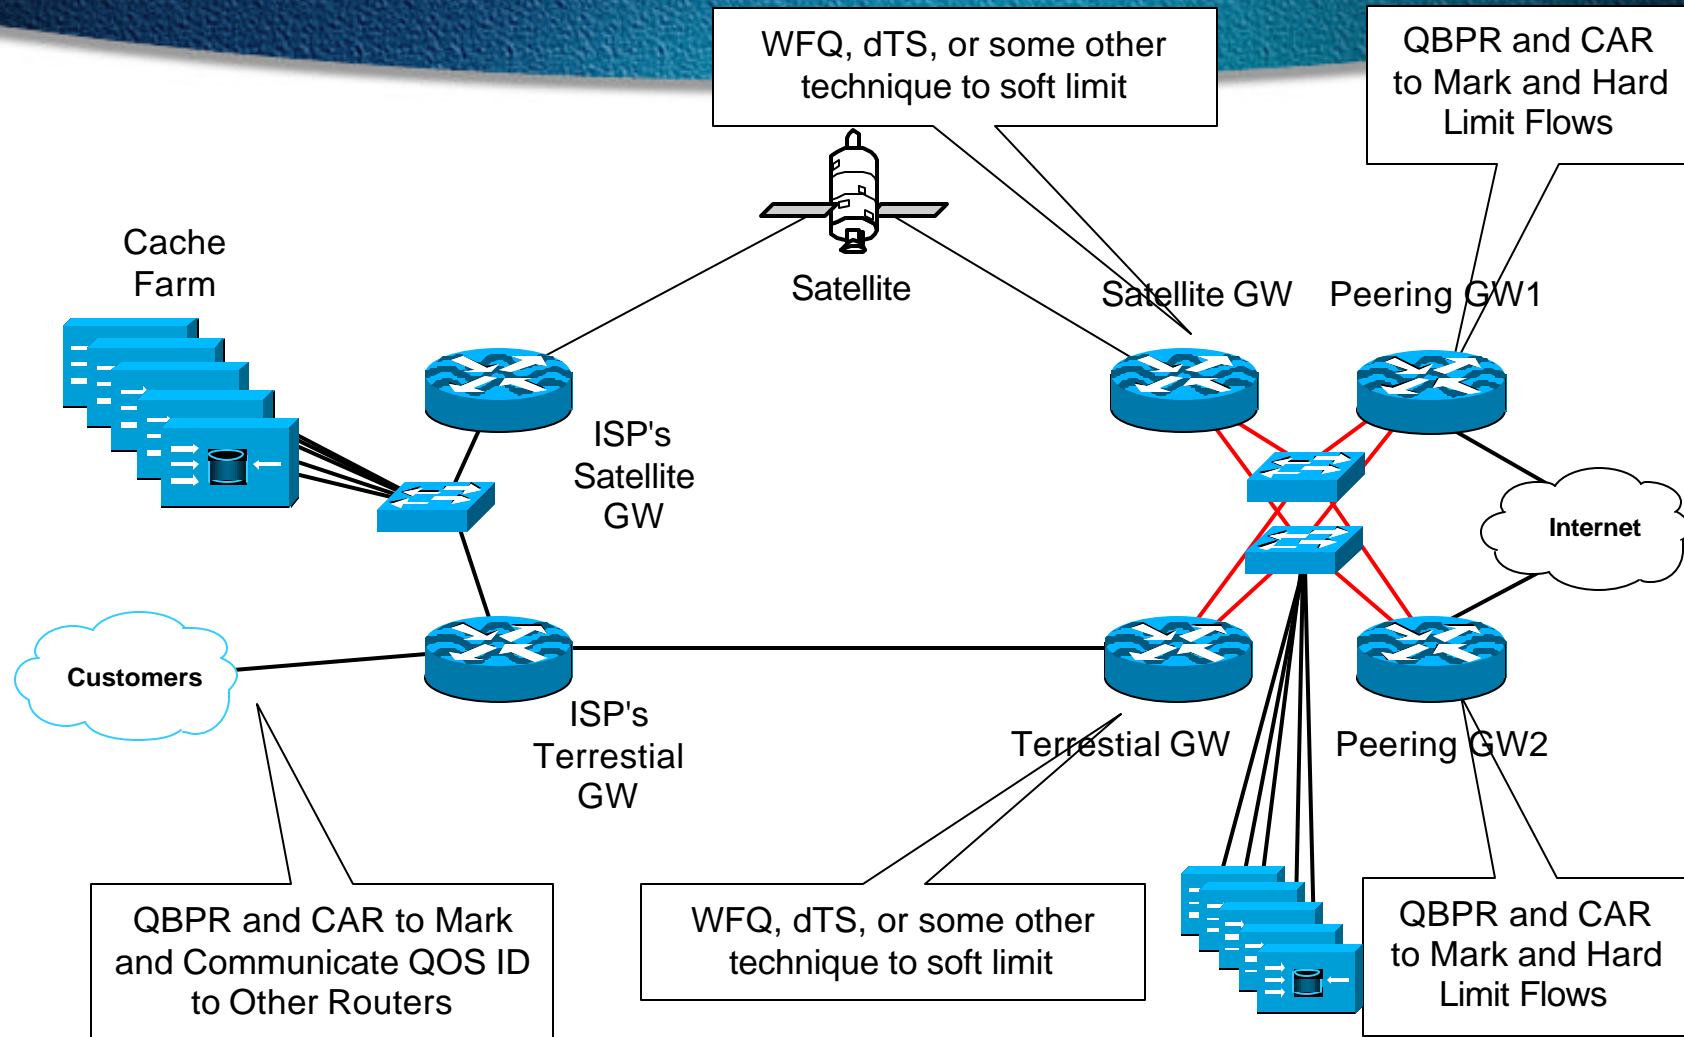 WFQ, dTS, or some other
technique to soft limit
QBPR and CAR
to Mark and Hard
Limit Flows
Cache
Farm
Satellite
Satellite GW
Peering GW1
ISP's
Satellite
GW
Internet
Customers
ISP's
Terrestial
GW
Terrestial GW
Peering GW2
QBPR and CAR to Mark
and Communicate QOS ID
to Other Routers
WFQ, dTS, or some other
technique to soft limit
QBPR and CAR
to Mark and Hard
Limit Flows